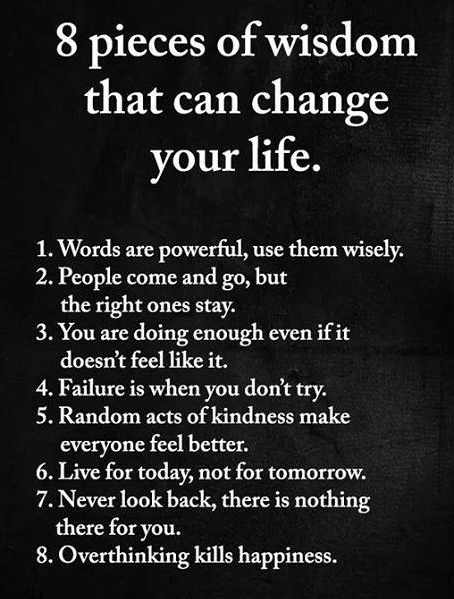 8 pieces of wisdom
that can change
your life.
1. Words are powerful, use them wisely.
2. People come and go, but
the right ones stay.
3. You are doing enough even if it
doesn't feel like it.
4. Failure is when you don't try.
5. Random acts of kindness make
everyone feel better.
6. Live for today, not for tomorrow.
7. Never look back, there is nothing
there for you.
8. Overthinking kills happiness.